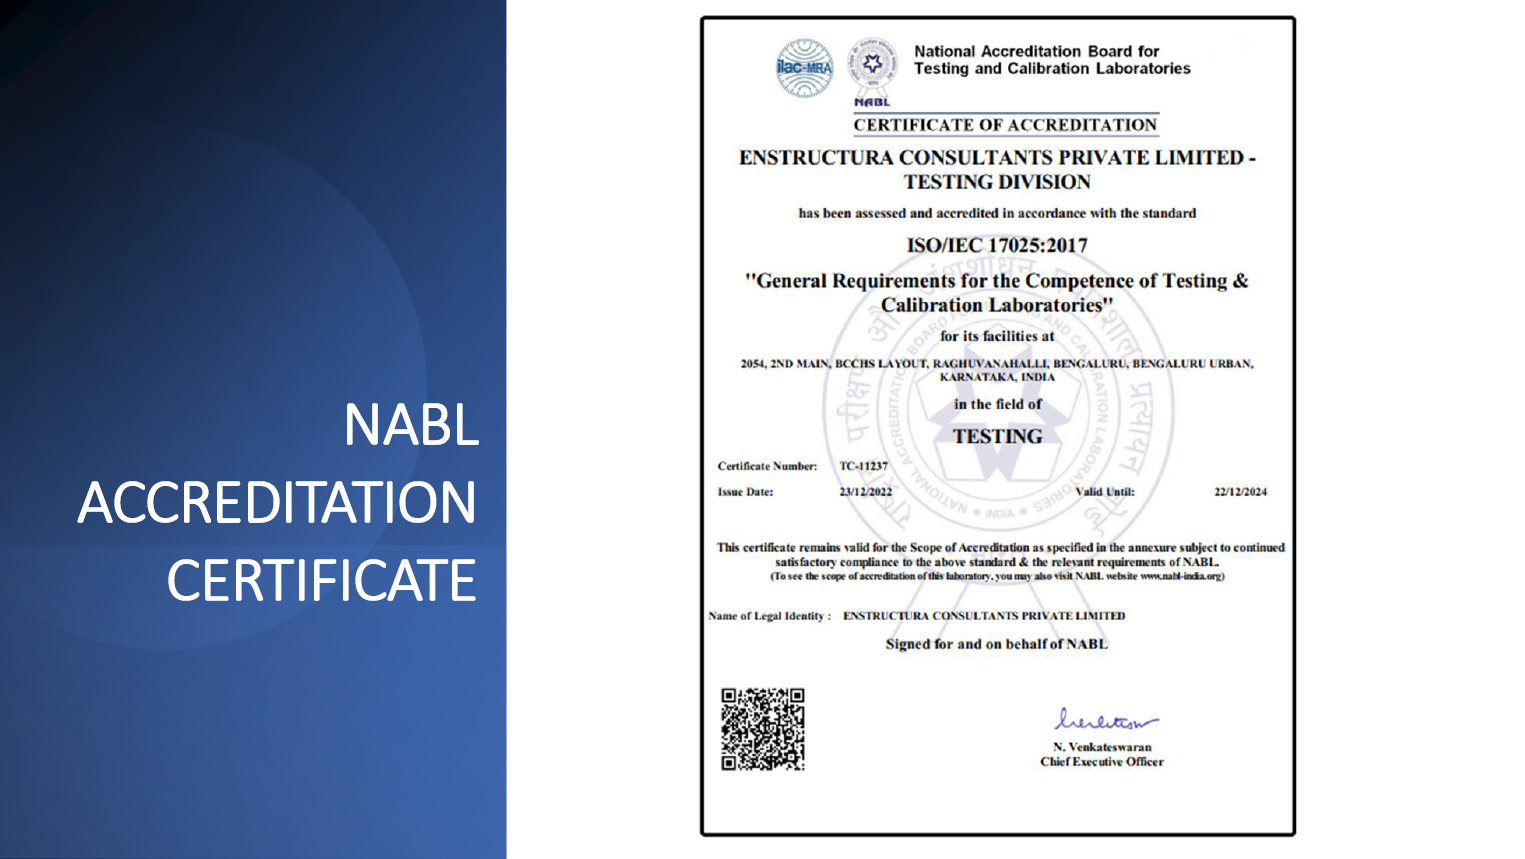 NABL
ACCREDITATION
CERTIFICATE
ilac-MRA
NABL
National Accreditation Board for
Testing and Calibration Laboratories
CERTIFICATE OF ACCREDITATION
ENSTRUCTURA CONSULTANTS PRIVATE LIMITED -
TESTING DIVISION
has been assessed and accredited in accordance with the standard
ISO/IEC 17025:2017
"General Requirements for the Competence of Testing &
Calibration Laboratories"
for its facilities at
2054, 2ND MAIN, BCCHS LAYOUT, RAGHUVANAHALLI, BENGALURU, BENGALURU URBAN,
KARNATAKA, INDIA
in the field of
TESTING
Certificate Number: TC-11237
Issue Date: 23/12/2022 Valid Until: 22/12/2024
This certificate remains valid for the Scope of Accreditation as specified in the annexure subject to continued
satisfactory compliance to the above standard & the relevant requirements of NABL.
(To see the scope of accreditation of this laboratory, you may also visit NABL website www.nabl-india.org)
Name of Legal Identity : ENSTRUCTURA CONSULTANTS PRIVATE LIMITED
Signed for and on behalf of NABL
N. Venkateswaran
Chief Executive Officer